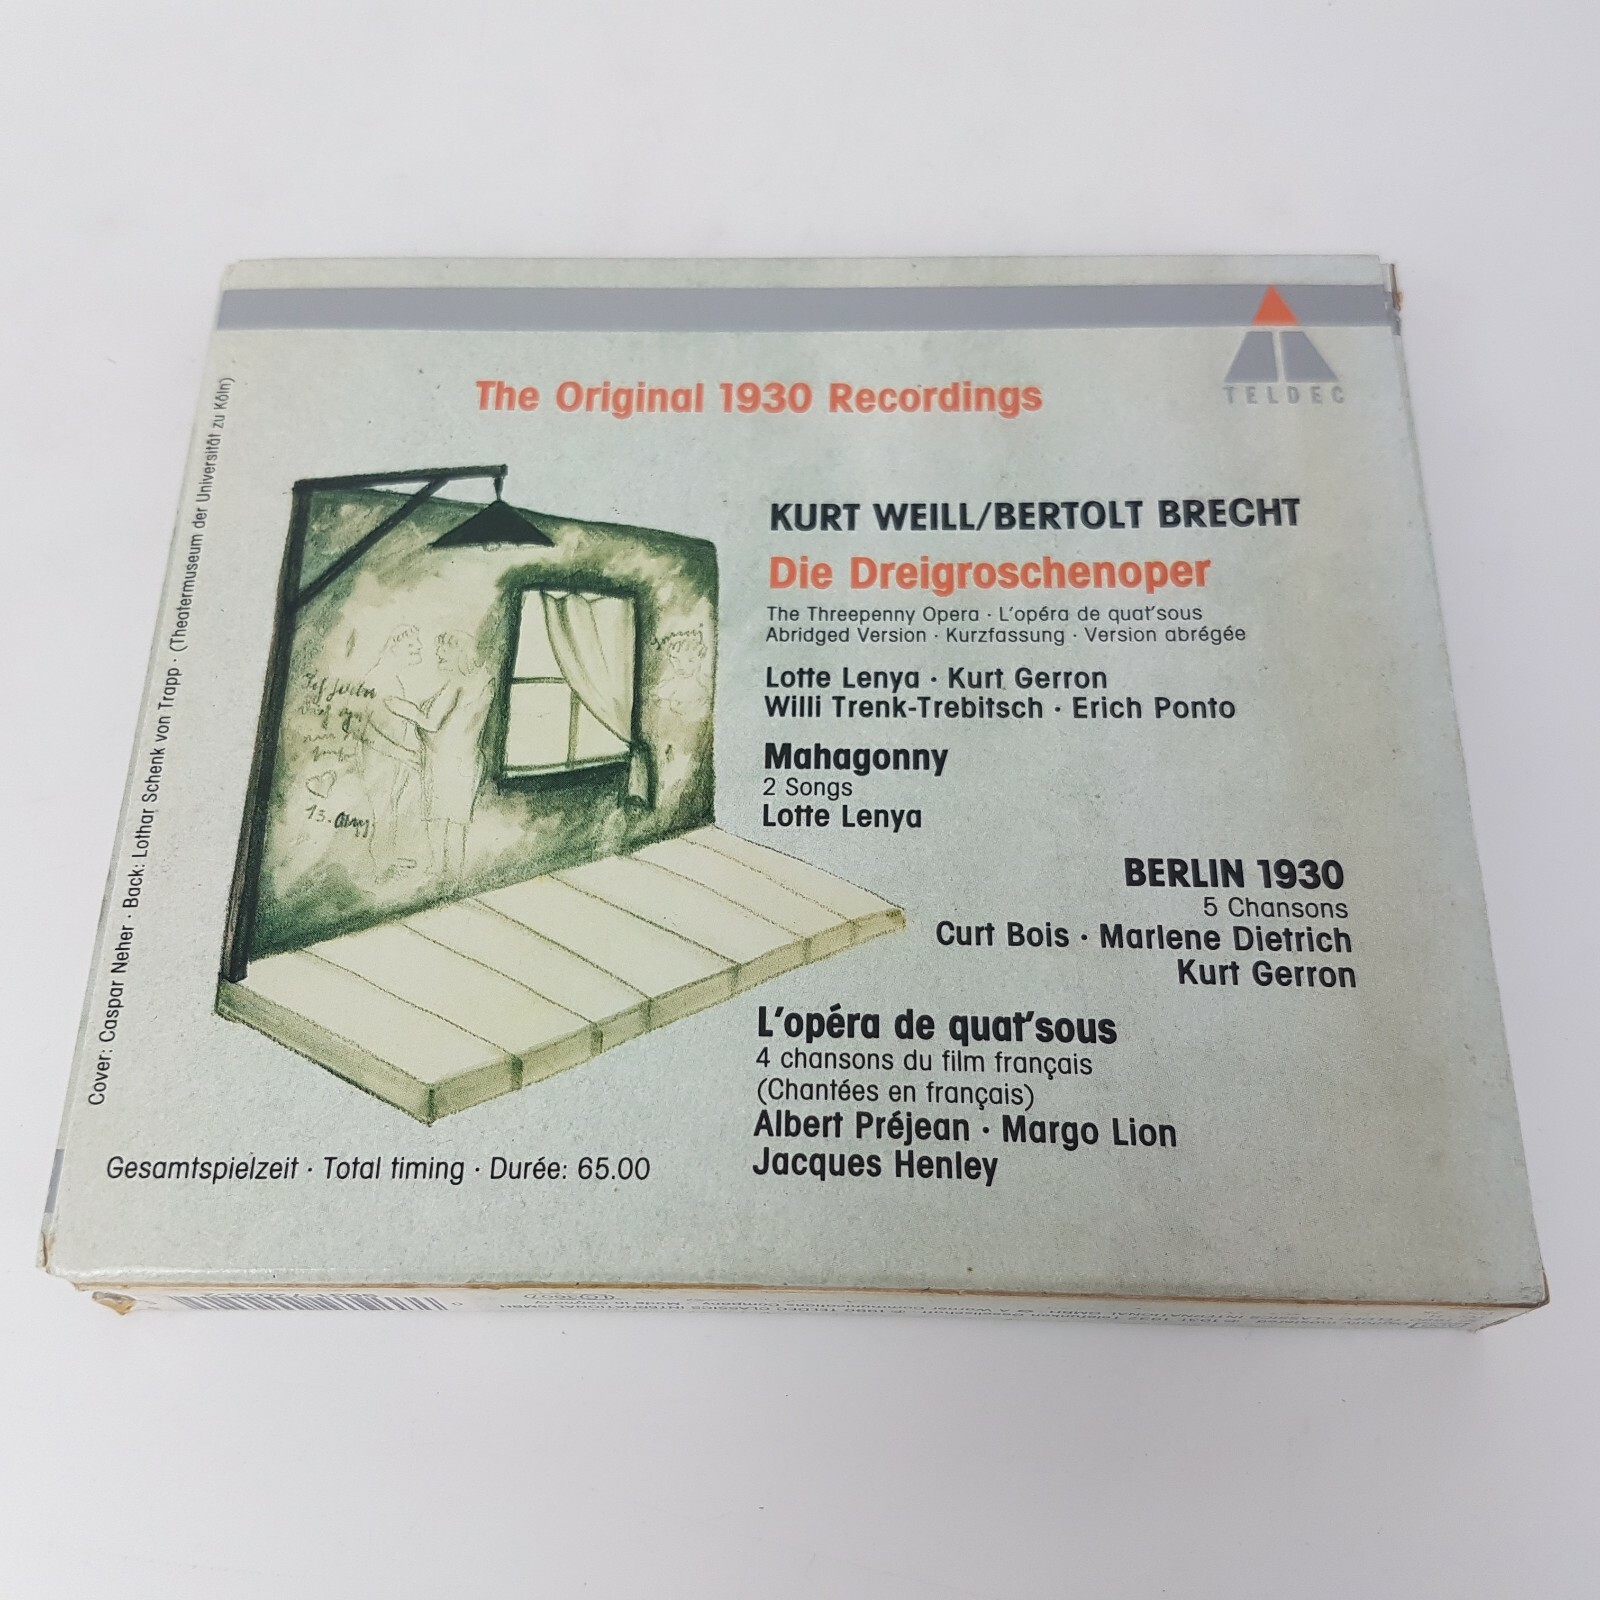 The Original 1930 Recordings
TELDEC
KURT WEILL/BERTOLT BRECHT
Die Dreigroschenoper
The Threepenny Opera · L'opéra de quat'sous
Abridged Version · Kurzfassung · Version abrégée
Lotte Lenya · Kurt Gerron
Willi Trenk-Trebitsch · Erich Ponto
Mahagonny
2 Songs
Lotte Lenya
BERLIN 1930
5 Chansons
Curt Bois · Marlene Dietrich
Kurt Gerron
L'opéra de quat'sous
4 chansons du film français
(Chantées en français)
Albert Préjean · Margo Lion
Jacques Henley
Gesamtspielzeit · Total timing · Durée: 65.00
Cover: Caspar Neher · Back: Lothar Schenk von Trapp · (Theatermuseum der Universität zu Köln)